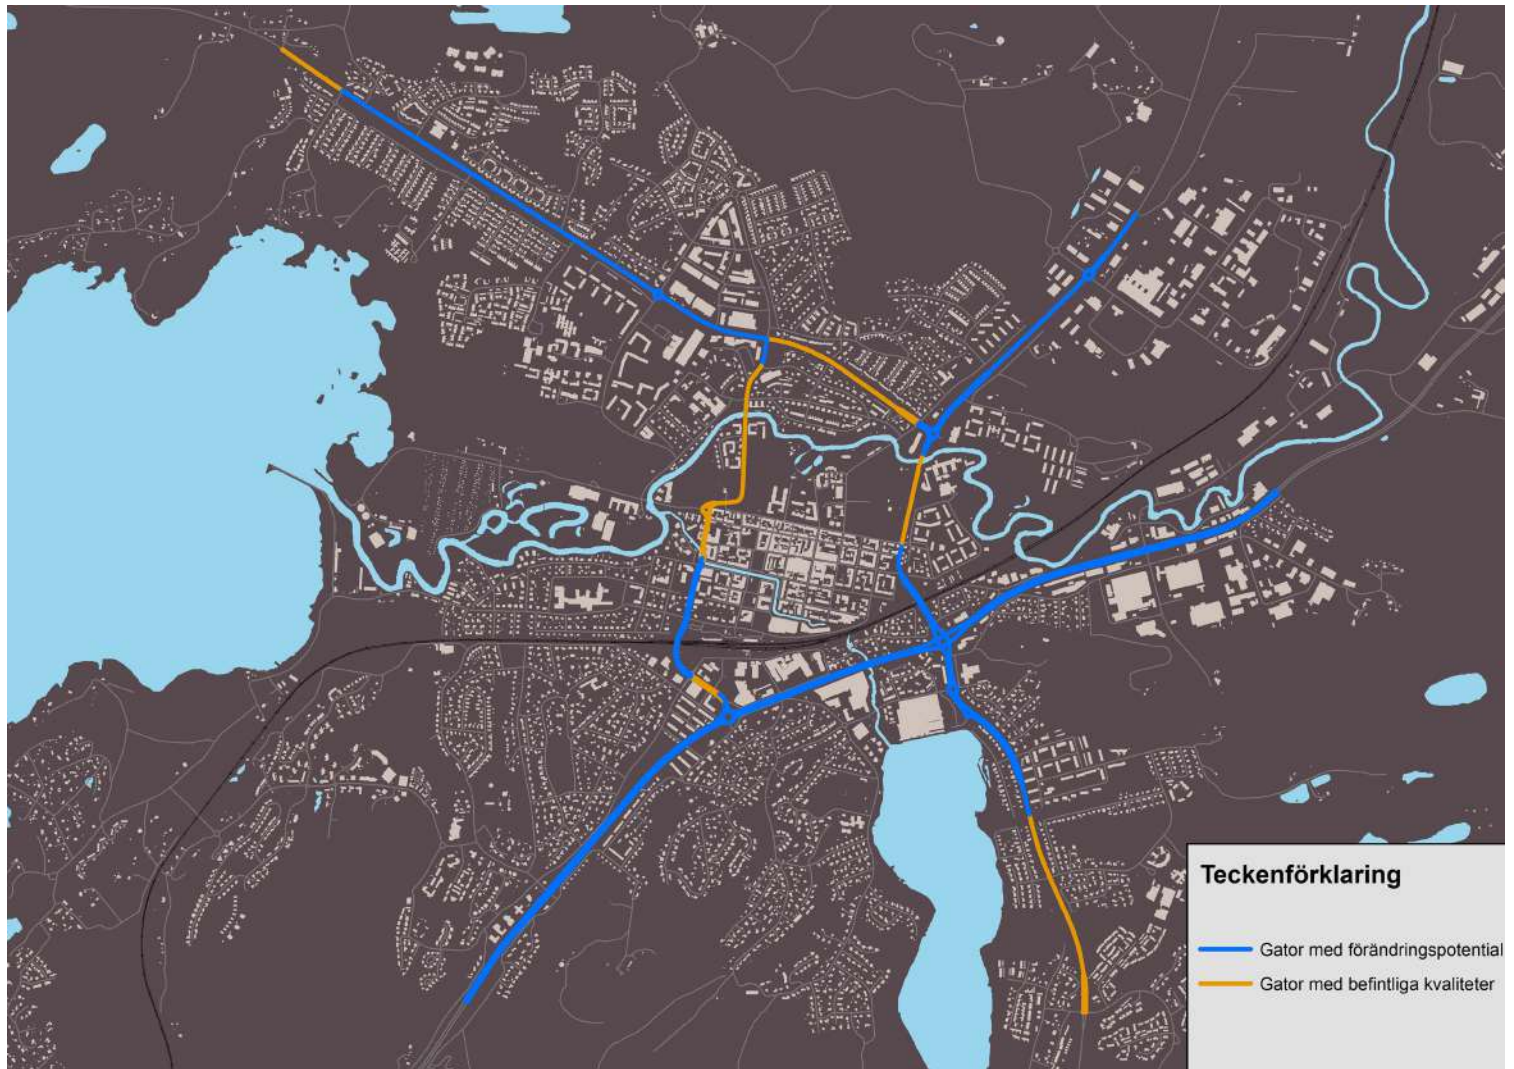 Teckenförklaring
Gator med förändringspotential
Gator med befintliga kvaliteter